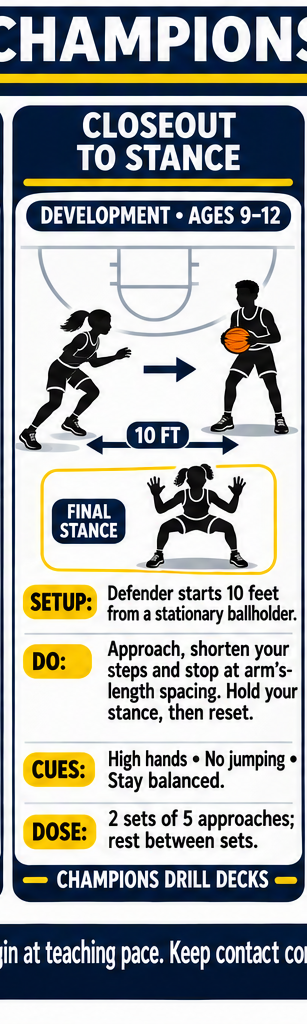 CHAMPIONS
CLOSEOUT
TO STANCE
DEVELOPMENT • AGES 9–12
10 FT
FINAL
STANCE
SETUP:
Defender starts 10 feet
from a stationary ballholder.
DO:
Approach, shorten your
steps and stop at arm's-
length spacing. Hold your
stance, then reset.
CUES:
High hands • No jumping •
Stay balanced.
DOSE:
2 sets of 5 approaches;
rest between sets.
CHAMPIONS DRILL DECKS
at teaching pace. Keep contact